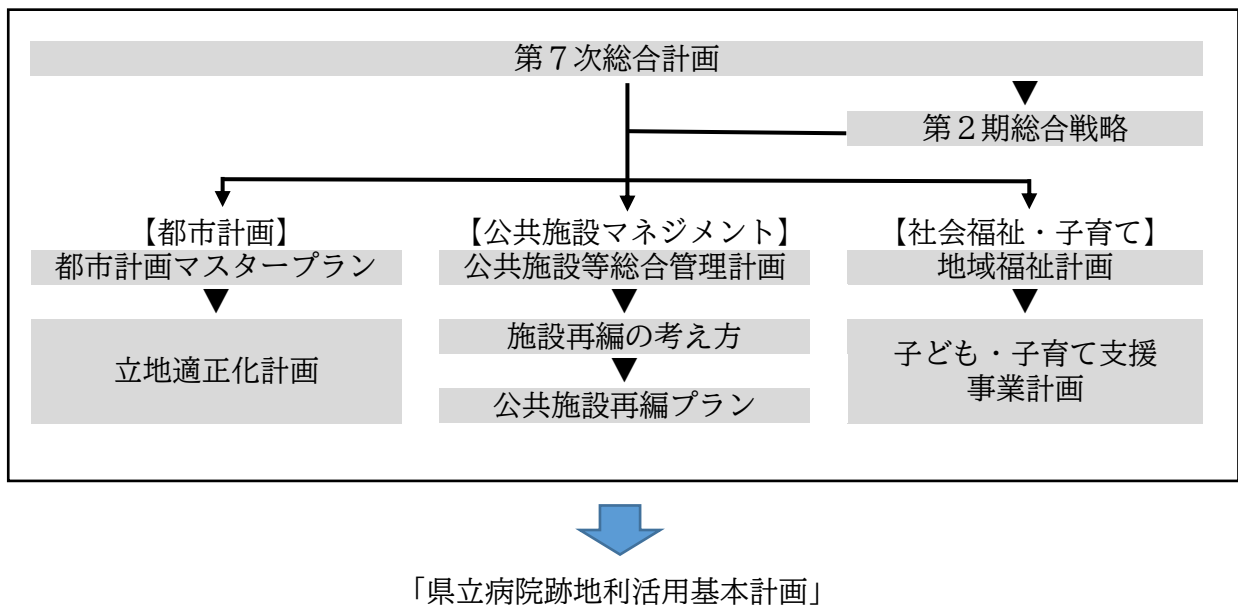 第７次総合計画
第２期総合戦略
【都市計画】
都市計画マスタープラン
立地適正化計画
【公共施設マネジメント】
公共施設等総合管理計画
施設再編の考え方
公共施設再編プラン
【社会福祉・子育て】
地域福祉計画
子ども・子育て支援
事業計画
「県立病院跡地利活用基本計画」